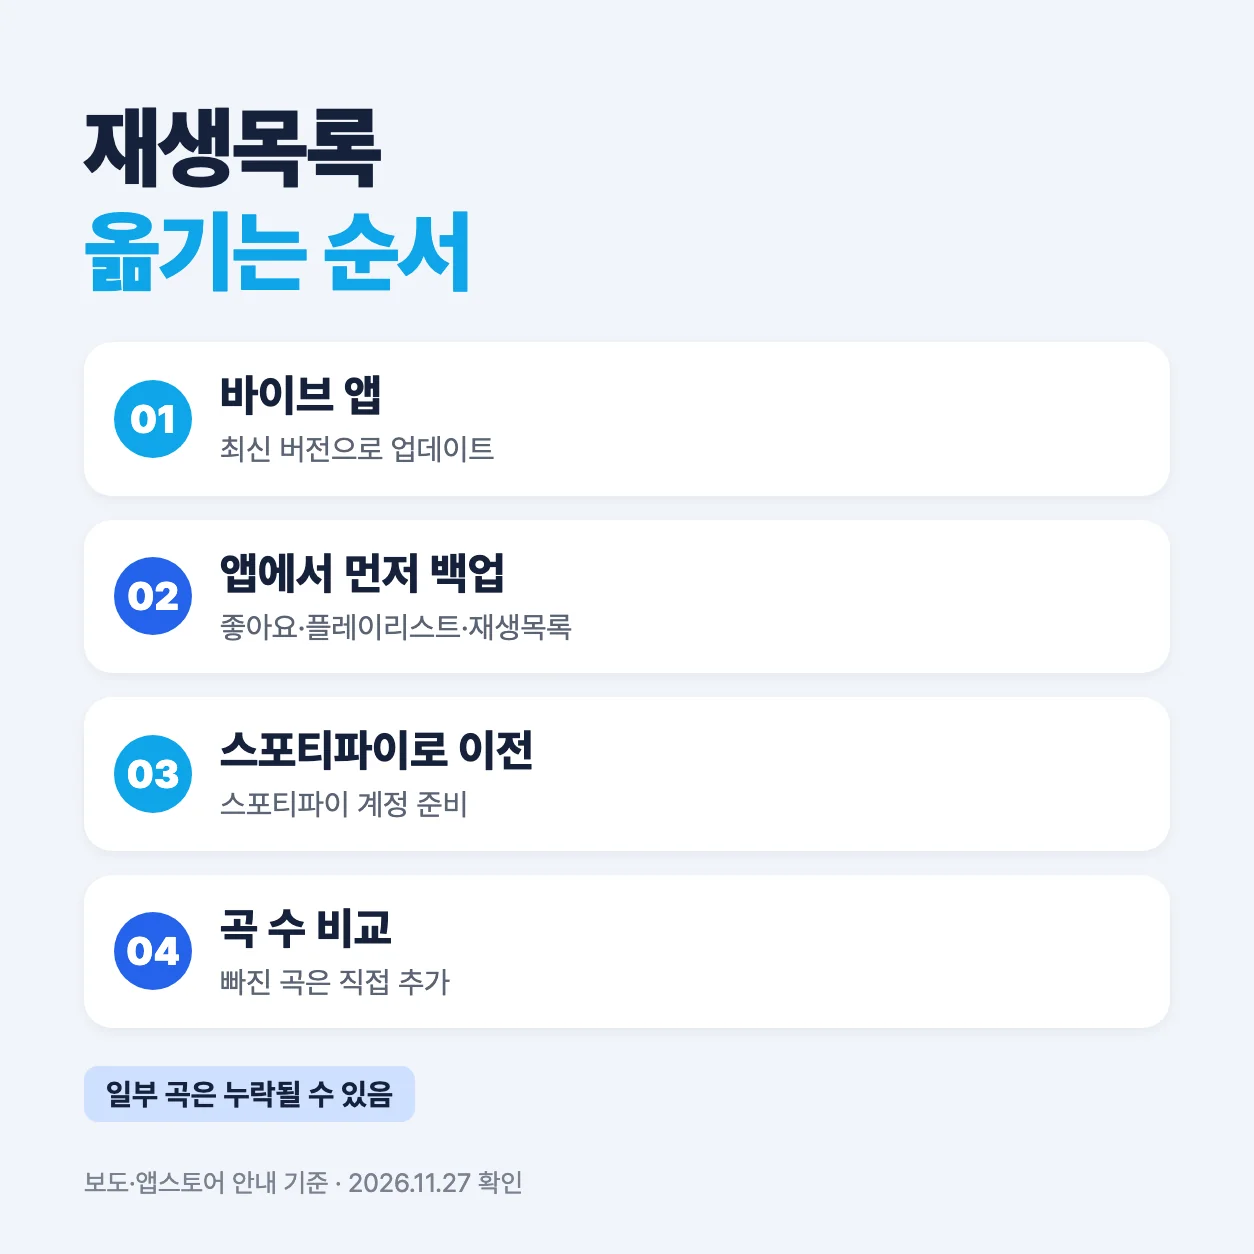 재생목록
옮기는 순서
01
바이브 앱
최신 버전으로 업데이트
02
앱에서 먼저 백업
좋아요·플레이리스트·재생목록
03
스포티파이로 이전
스포티파이 계정 준비
04
곡 수 비교
빠진 곡은 직접 추가
일부 곡은 누락될 수 있음
보도·앱스토어 안내 기준 · 2026.11.27 확인